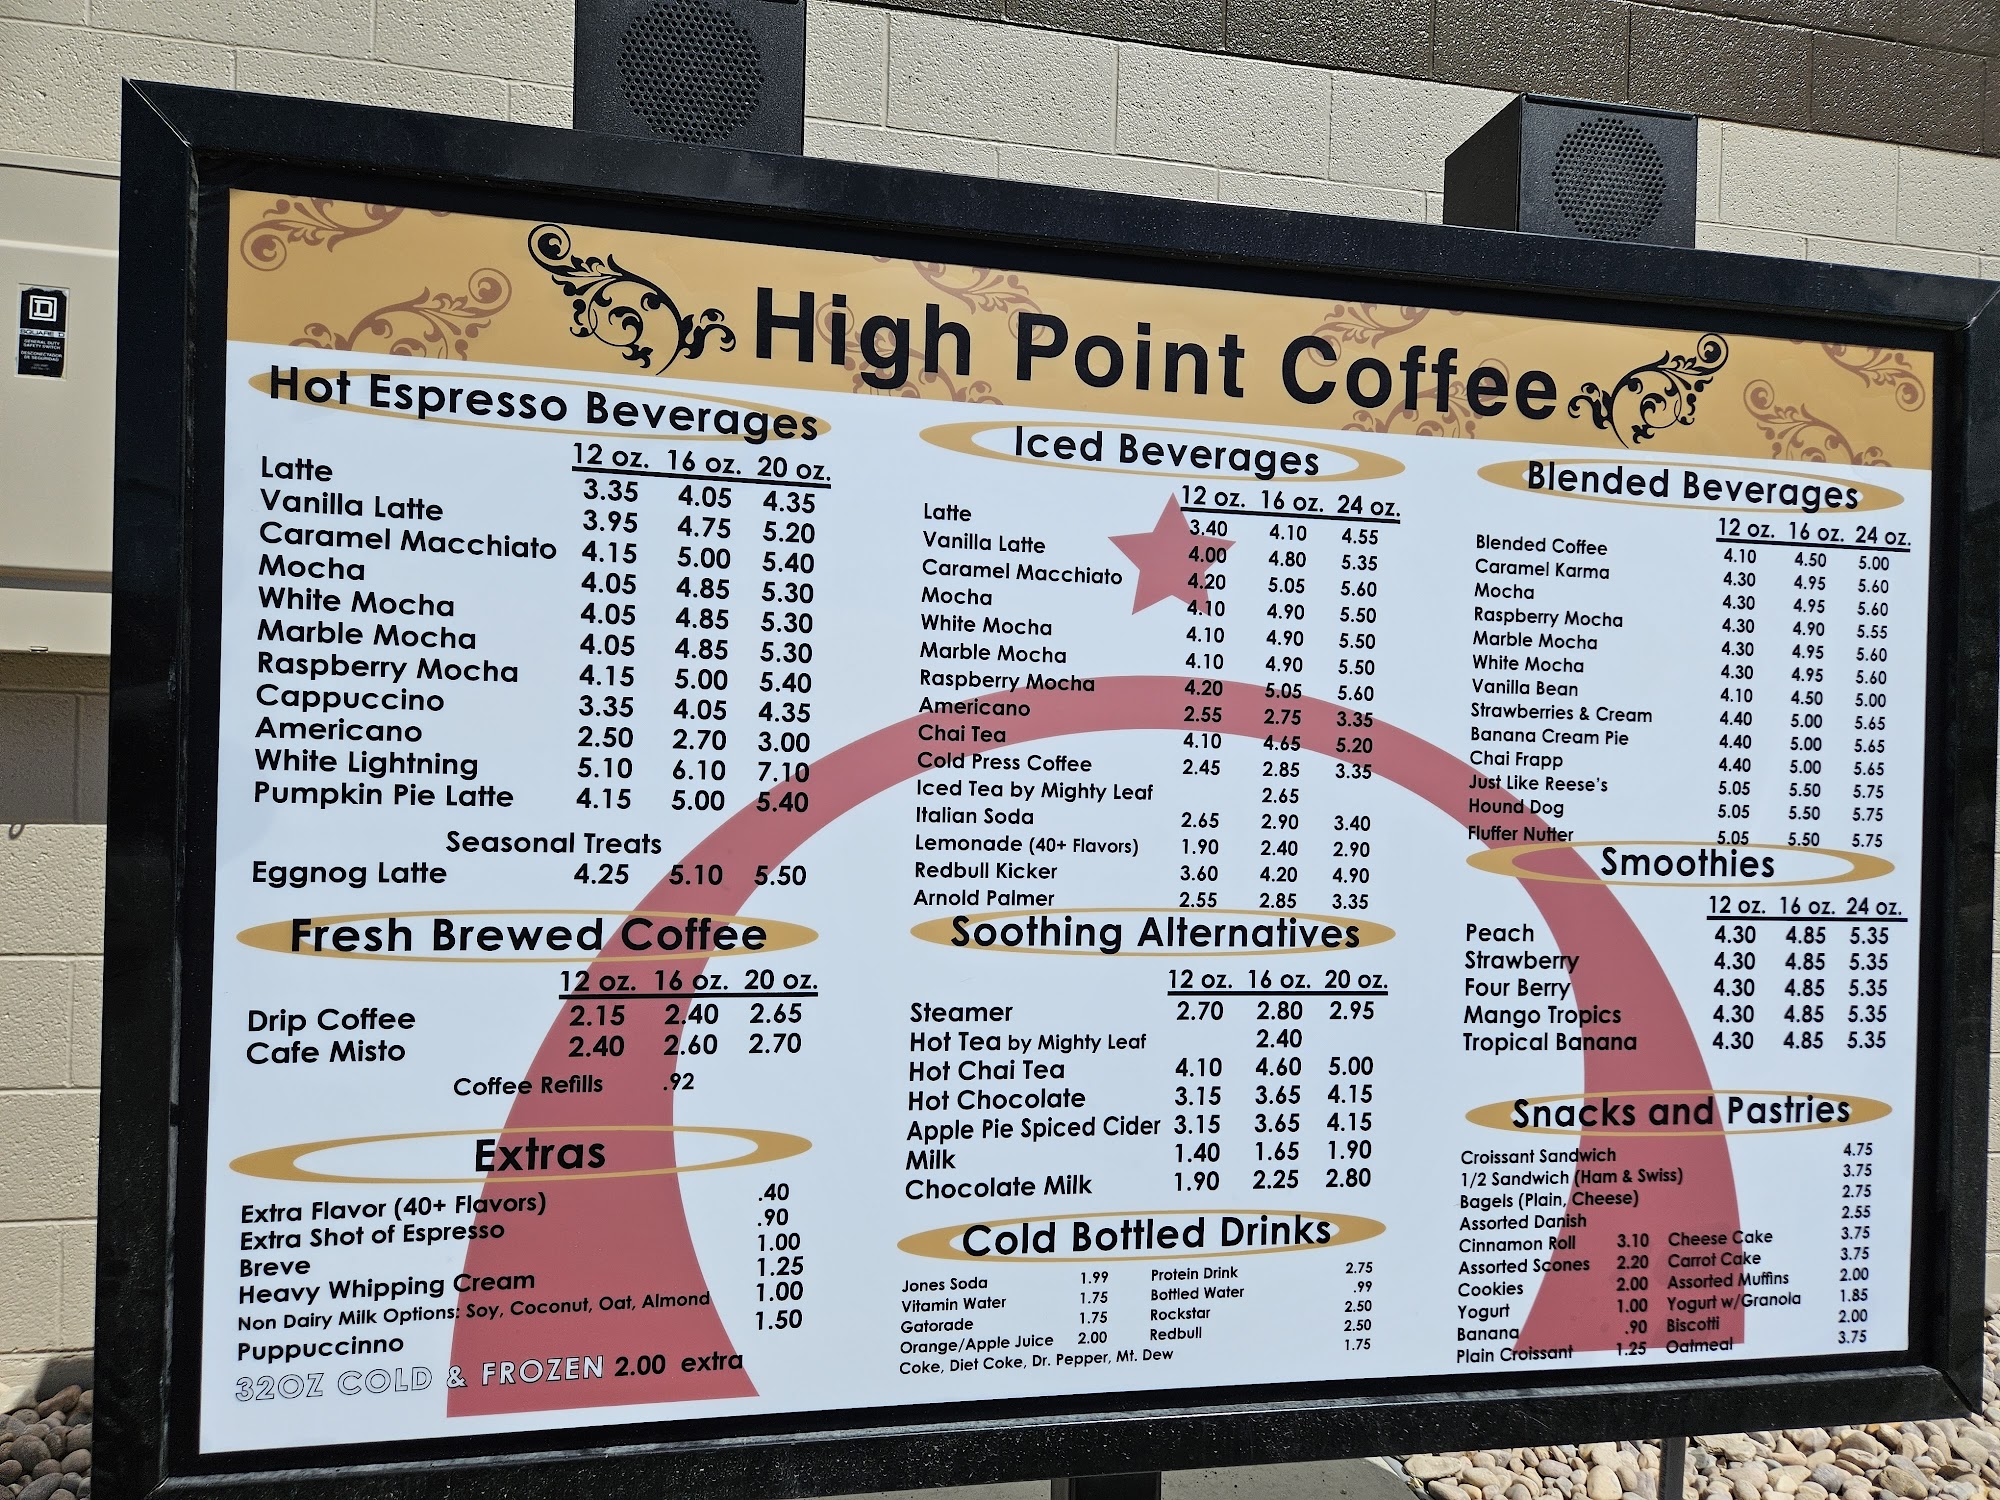 High Point Coffee
Hot Espresso Beverages
12 oz. 16 oz. 20 oz.
Latte 3.35 4.05 4.35
Vanilla Latte 3.95 4.75 5.20
Caramel Macchiato 4.15 5.00 5.40
Mocha 4.05 4.85 5.30
White Mocha 4.05 4.85 5.30
Marble Mocha 4.05 4.85 5.30
Raspberry Mocha 4.15 5.00 5.40
Cappuccino 3.35 4.05 4.35
Americano 2.50 2.70 3.00
White Lightning 5.10 6.10 7.10
Pumpkin Pie Latte 4.15 5.00 5.40
Seasonal Treats
Eggnog Latte 4.25 5.10 5.50
Fresh Brewed Coffee
12 oz. 16 oz. 20 oz.
Drip Coffee 2.15 2.40 2.65
Cafe Misto 2.40 2.60 2.70
Coffee Refills .92
Extras
Extra Flavor (40+ Flavors) .40
Extra Shot of Espresso .90
Breve 1.00
Heavy Whipping Cream 1.25
Non Dairy Milk Options: Soy, Coconut, Oat, Almond 1.00
Puppuccinno 1.50
32OZ COLD & FROZEN 2.00 extra
Iced Beverages
12 oz. 16 oz. 24 oz.
Latte 3.40 4.10 4.55
Vanilla Latte 4.00 4.80 5.35
Caramel Macchiato 4.20 5.05 5.60
Mocha 4.10 4.90 5.50
White Mocha 4.10 4.90 5.50
Marble Mocha 4.10 4.90 5.50
Raspberry Mocha 4.20 5.05 5.60
Americano 2.55 2.75 3.35
Chai Tea 4.10 4.65 5.20
Cold Press Coffee 2.45 2.85 3.35
Iced Tea by Mighty Leaf 2.65
Italian Soda 2.65 2.90 3.40
Lemonade (40+ Flavors) 1.90 2.40 2.90
Redbull Kicker 3.60 4.20 4.90
Arnold Palmer 2.55 2.85 3.35
Soothing Alternatives
12 oz. 16 oz. 20 oz.
Steamer 2.70 2.80 2.95
Hot Tea by Mighty Leaf 2.40
Hot Chai Tea 4.10 4.60 5.00
Hot Chocolate 3.15 3.65 4.15
Apple Pie Spiced Cider 3.15 3.65 4.15
Milk 1.40 1.65 1.90
Chocolate Milk 1.90 2.25 2.80
Cold Bottled Drinks
Jones Soda 1.99 Protein Drink 2.75
Vitamin Water 1.75 Bottled Water .99
Gatorade 1.75 Rockstar 2.50
Orange/Apple Juice 2.00 Redbull 2.50
Coke, Diet Coke, Dr. Pepper, Mt. Dew 1.75
Blended Beverages
12 oz. 16 oz. 24 oz.
Blended Coffee 4.10 4.50 5.00
Caramel Karma 4.30 4.95 5.60
Mocha 4.30 4.95 5.60
Raspberry Mocha 4.30 4.90 5.55
Marble Mocha 4.30 4.95 5.60
White Mocha 4.30 4.95 5.60
Vanilla Bean 4.10 4.50 5.00
Strawberries & Cream 4.40 5.00 5.65
Banana Cream Pie 4.40 5.00 5.65
Chai Frapp 4.40 5.00 5.65
Just Like Reese's 5.05 5.50 5.75
Hound Dog 5.05 5.50 5.75
Fluffer Nutter 5.05 5.50 5.75
Smoothies
12 oz. 16 oz. 24 oz.
Peach 4.30 4.85 5.35
Strawberry 4.30 4.85 5.35
Four Berry 4.30 4.85 5.35
Mango Tropics 4.30 4.85 5.35
Tropical Banana 4.30 4.85 5.35
Snacks and Pastries
Croissant Sandwich 4.75
1/2 Sandwich (Ham & Swiss) 3.75
Bagels (Plain, Cheese) 2.75
Assorted Danish 2.55
Cinnamon Roll 3.10 Cheese Cake 3.75
Assorted Scones 2.20 Carrot Cake 3.75
Cookies 2.00 Assorted Muffins 2.00
Yogurt 1.00 Yogurt w/Granola 1.85
Banana .90 Biscotti 2.00
Plain Croissant 1.25 Oatmeal 3.75
D
SQUARE D
GENERAL DUTY
SAFETY SWITCH
DESCONECTADOR
DE SEGURIDAD